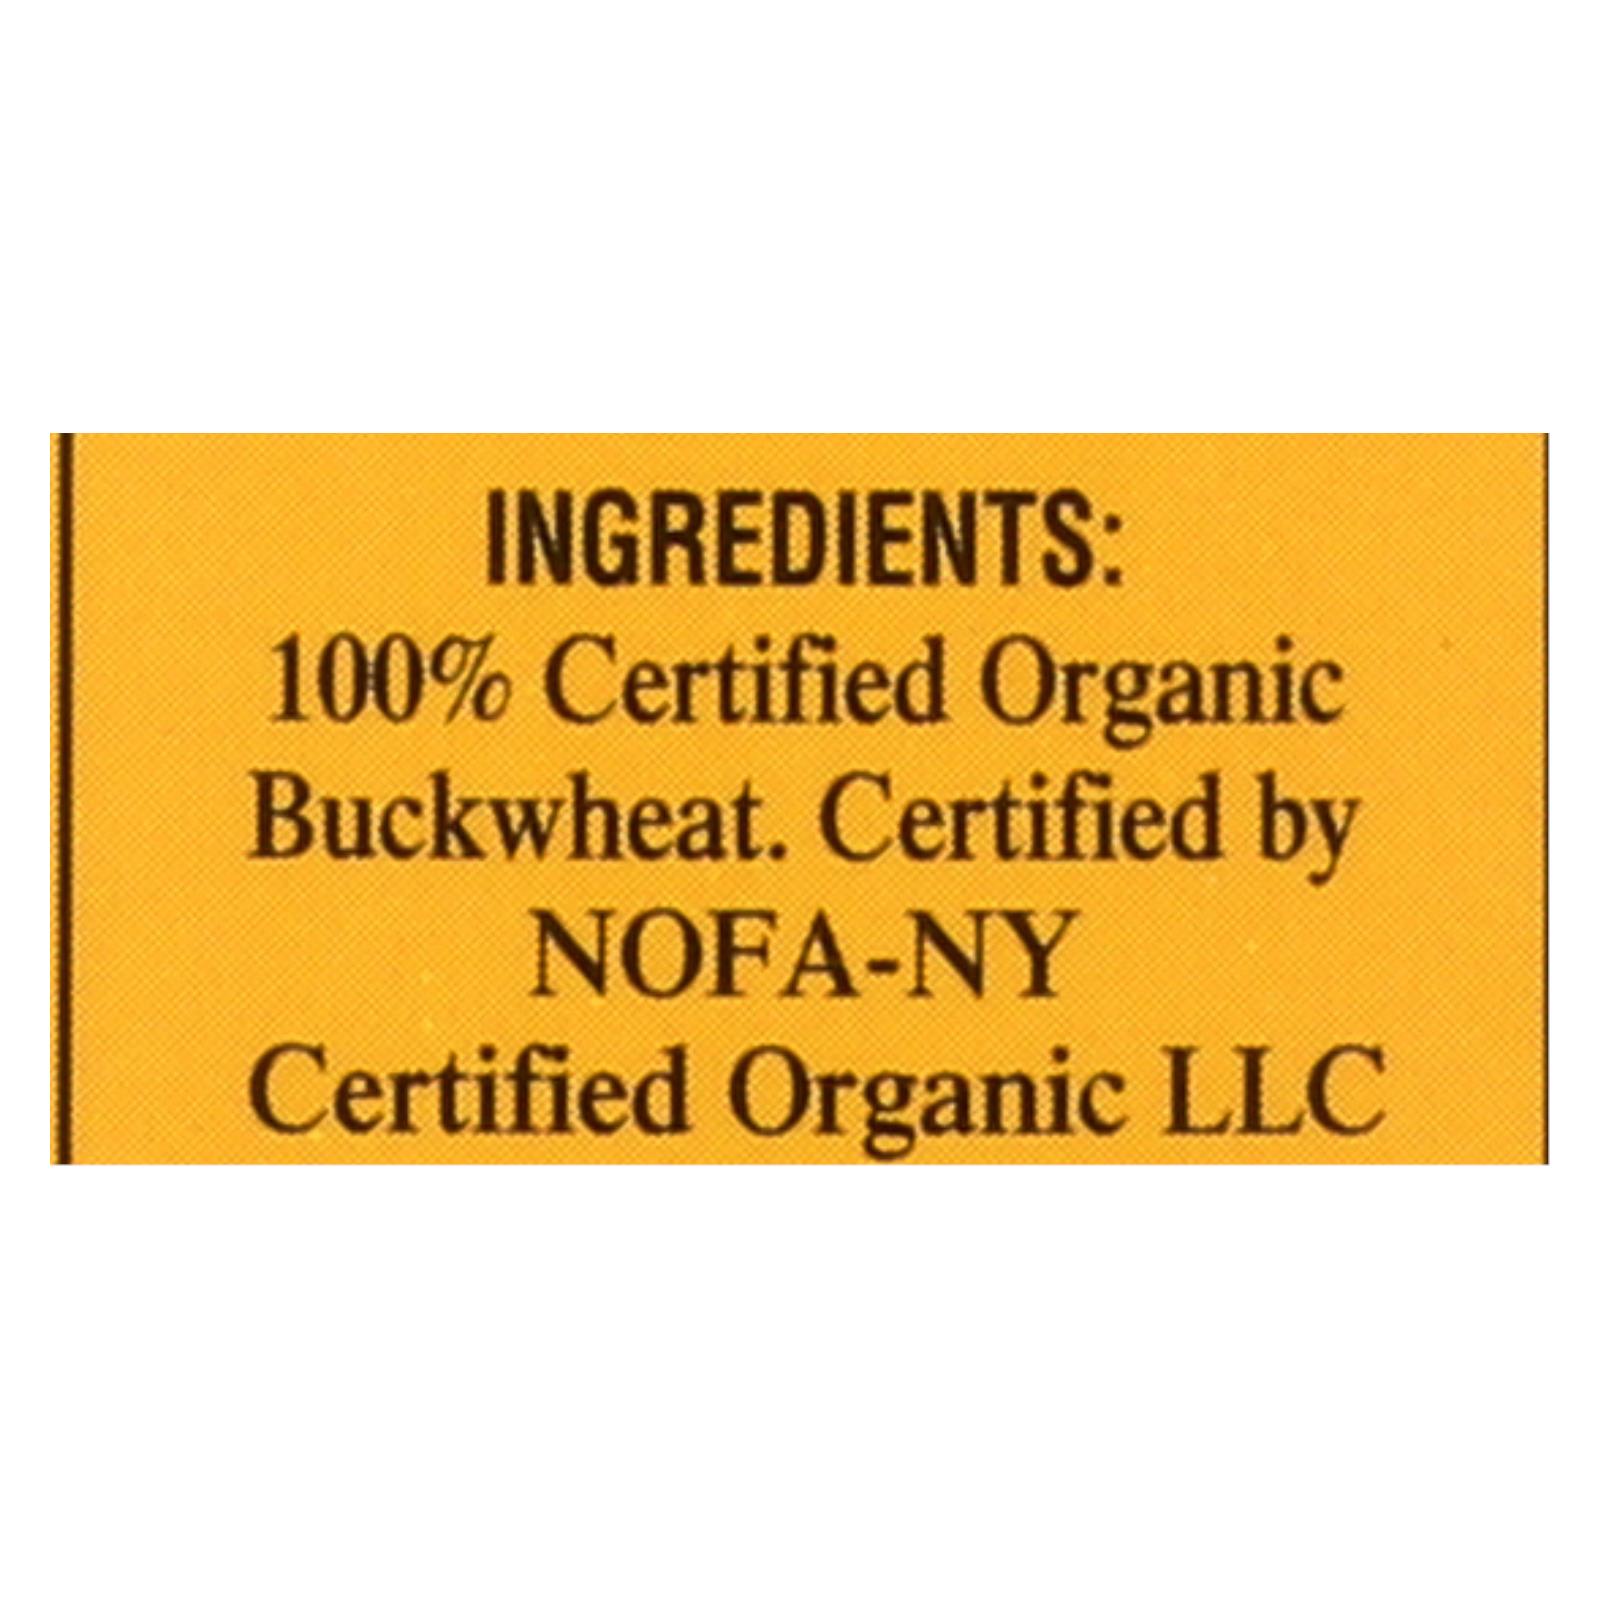 INGREDIENTS:
100% Certified Organic
Buckwheat. Certified by
NOFA-NY
Certified Organic LLC